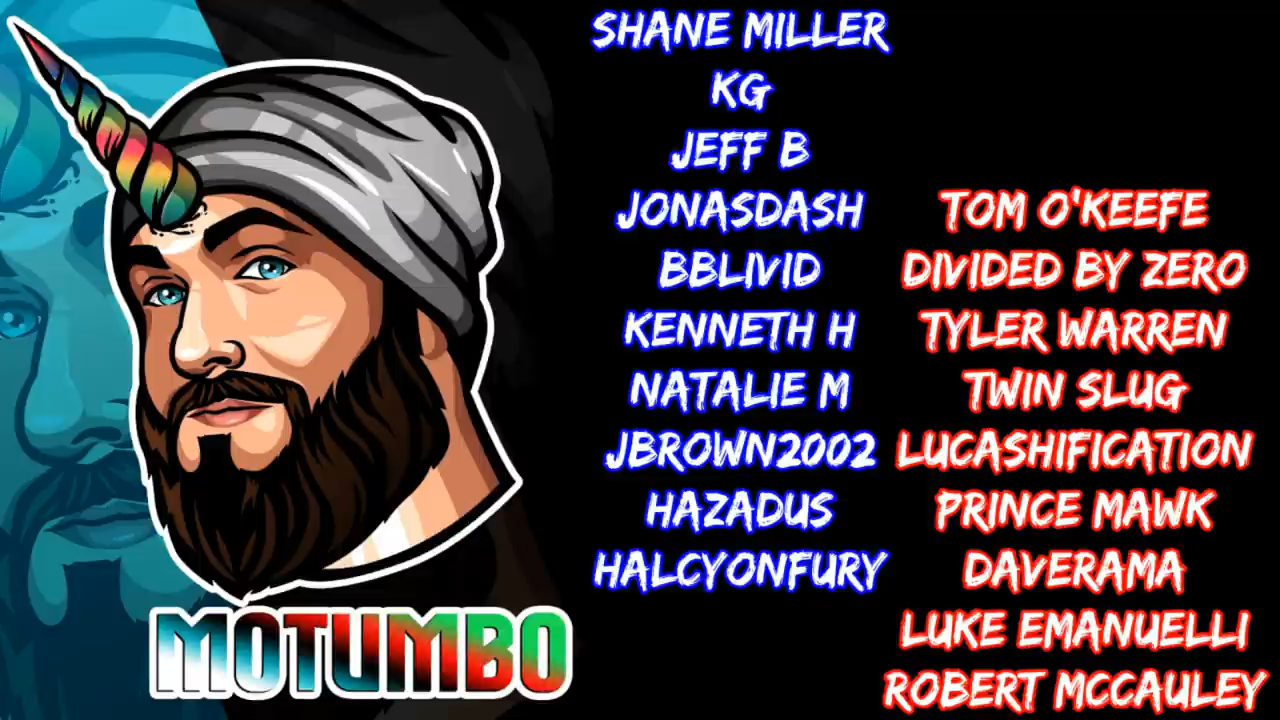 SHANE MILLER
KG
JEFF B
JONASDASH
BBLIVID
KENNETH H
NATALIE M
JBROWN2002
HAZADUS
HALCYONFURY
TOM O'KEEFE
DIVIDED BY ZERO
TYLER WARREN
TWIN SLUG
LUCASHIFICATION
PRINCE MAWK
DAVERAMA
LUKE EMANUELLI
ROBERT MCCAULEY
MOTUMBO